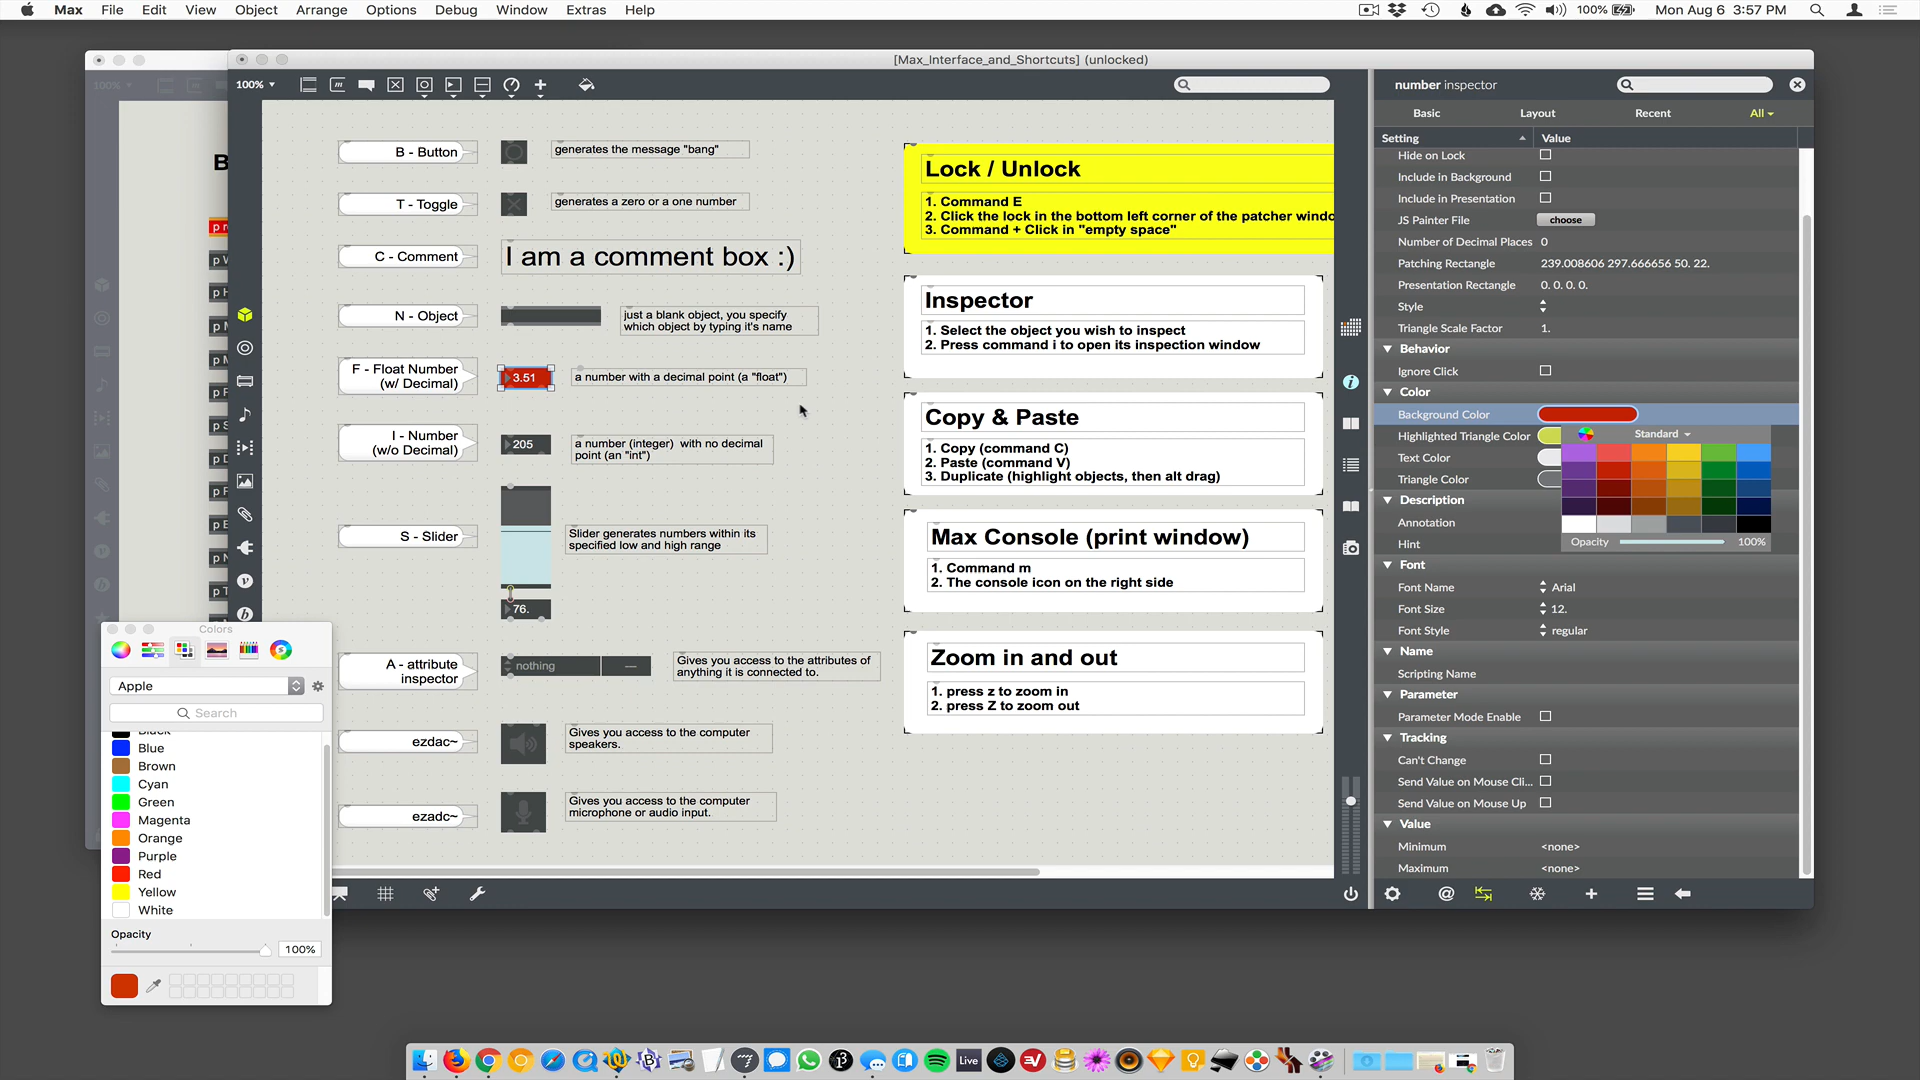 Max File Edit View Object Arrange Options Debug Window Extras Help
100% Mon Aug 6 3:57 PM
[Max_Interface_and_Shortcuts] (unlocked)
100%
100%
number inspector
Basic Layout Recent All
Setting Value
Hide on Lock
Include in Background
Include in Presentation
JS Painter File choose
Number of Decimal Places 0
Patching Rectangle 239.008606 297.666656 50. 22.
Presentation Rectangle 0. 0. 0. 0.
Style
Triangle Scale Factor 1.
Behavior
Ignore Click
Color
Background Color
Highlighted Triangle Color
Text Color
Triangle Color
Standard
Opacity 100%
Description
Annotation
Hint
Font
Font Name Arial
Font Size 12.
Font Style regular
Name
Scripting Name
Parameter
Parameter Mode Enable
Tracking
Can't Change
Send Value on Mouse Cli...
Send Value on Mouse Up
Value
Minimum <none>
Maximum <none>
B - Button
generates the message "bang"
T - Toggle
generates a zero or a one number
C - Comment
I am a comment box :)
N - Object
just a blank object, you specify
which object by typing it's name
F - Float Number
(w/ Decimal)
3.51
a number with a decimal point (a "float")
I - Number
(w/o Decimal)
205
a number (integer) with no decimal
point (an "int")
S - Slider
Slider generates numbers within its
specified low and high range
76.
A - attribute
inspector
nothing —
Gives you access to the attributes of
anything it is connected to.
ezdac~
Gives you access to the computer
speakers.
ezadc~
Gives you access to the computer
microphone or audio input.
Lock / Unlock
1. Command E
2. Click the lock in the bottom left corner of the patcher windo
3. Command + Click in "empty space"
Inspector
1. Select the object you wish to inspect
2. Press command i to open its inspection window
Copy & Paste
1. Copy (command C)
2. Paste (command V)
3. Duplicate (highlight objects, then alt drag)
Max Console (print window)
1. Command m
2. The console icon on the right side
Zoom in and out
1. press z to zoom in
2. press Z to zoom out
Colors
Apple
Search
Black
Blue
Brown
Cyan
Green
Magenta
Orange
Purple
Red
Yellow
White
Opacity
100%
Live